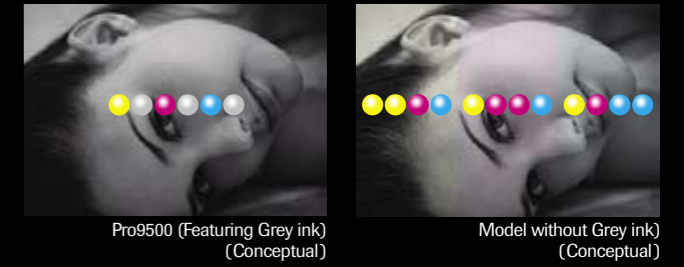 Pro9500 (Featuring Grey ink)
(Conceptual)
Model without Grey ink)
(Conceptual)